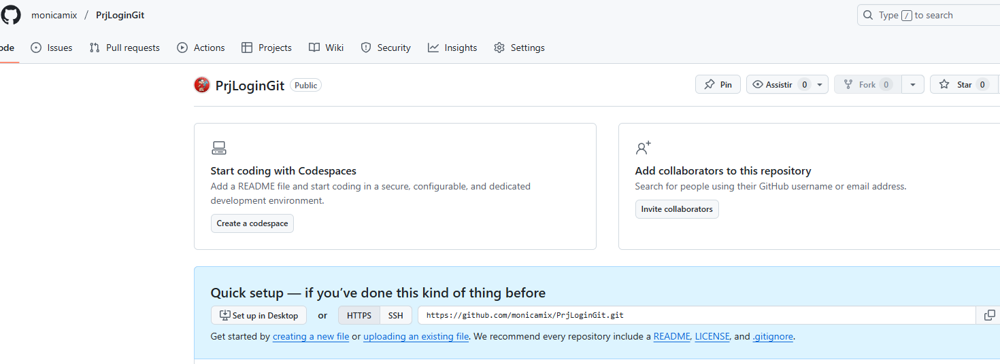 monicamix / PrjLoginGit
Type / to search
ode Issues Pull requests Actions Projects Wiki Security Insights Settings
PrjLoginGit Public
Pin Assistir 0 Fork 0 Star 0
Start coding with Codespaces
Add a README file and start coding in a secure, configurable, and dedicated
development environment.
Create a codespace
Add collaborators to this repository
Search for people using their GitHub username or email address.
Invite collaborators
Quick setup — if you’ve done this kind of thing before
Set up in Desktop or HTTPS SSH https://github.com/monicamix/PrjLoginGit.git
Get started by creating a new file or uploading an existing file. We recommend every repository include a README, LICENSE, and .gitignore.